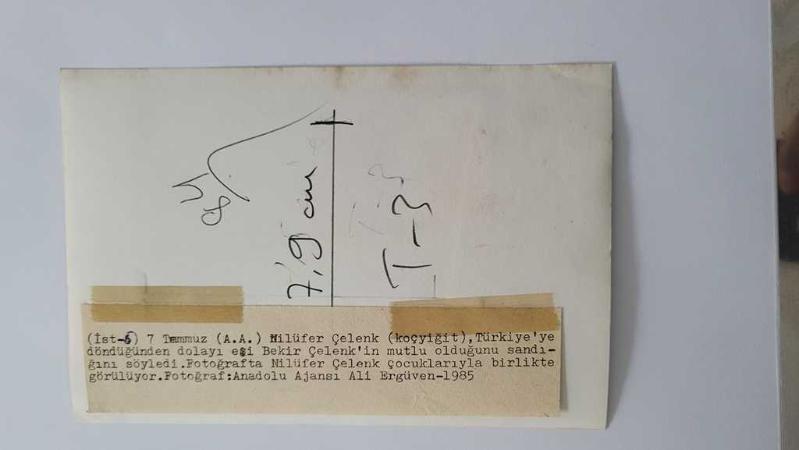 7,9 cm
T-3
(İst-6) 7 Temmuz (A.A.) Nilüfer Çelenk (koçyiğit),Türkiye'ye
döndüğünden dolayı eşi Bekir Çelenk'in mutlu olduğunu sandı-
ğını söyledi.Fotoğrafta Nilüfer Çelenk çocuklarıyla birlikte
görülüyor.Fotoğraf:Anadolu Ajansı Ali Ergüven-1985